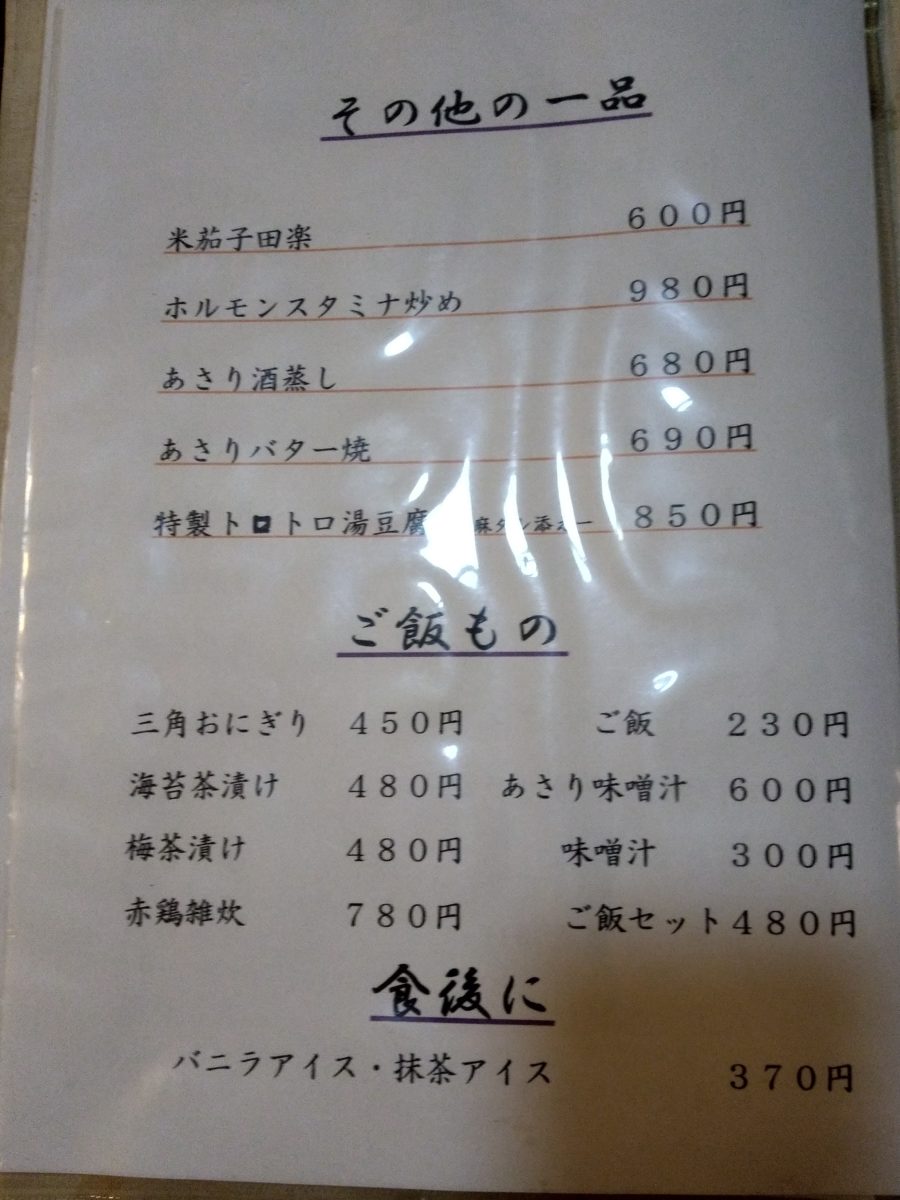 その他の一品
米茄子田楽 600円
ホルモンスタミナ炒め 980円
あさり酒蒸し 680円
あさりバター焼 690円
特製トロトロ湯豆腐 850円
ご飯もの
三角おにぎり 450円 ご飯 230円
海苔茶漬け 480円 あさり味噌汁 600円
梅茶漬け 480円 味噌汁 300円
赤鶏雑炊 780円 ご飯セット 480円
食後に
バニラアイス・抹茶アイス 370円